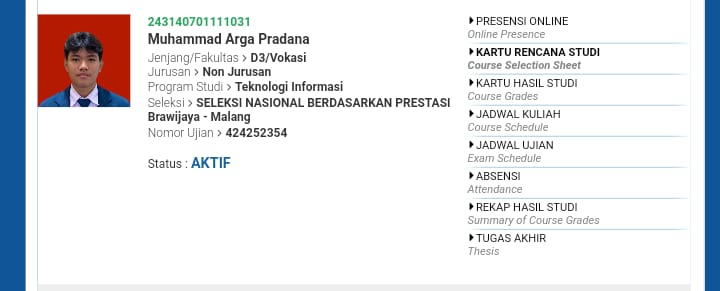 243140701111031
Muhammad Arga Pradana
Jenjang/Fakultas > D3/Vokasi
Jurusan > Non Jurusan
Program Studi > Teknologi Informasi
Seleksi > SELEKSI NASIONAL BERDASARKAN PRESTASI
Brawijaya - Malang
Nomor Ujian > 424252354
Status : AKTIF
PRESENSI ONLINE
Online Presence
KARTU RENCANA STUDI
Course Selection Sheet
KARTU HASIL STUDI
Course Grades
JADWAL KULIAH
Course Schedule
JADWAL UJIAN
Exam Schedule
ABSENSI
Attendance
REKAP HASIL STUDI
Summary of Course Grades
TUGAS AKHIR
Thesis